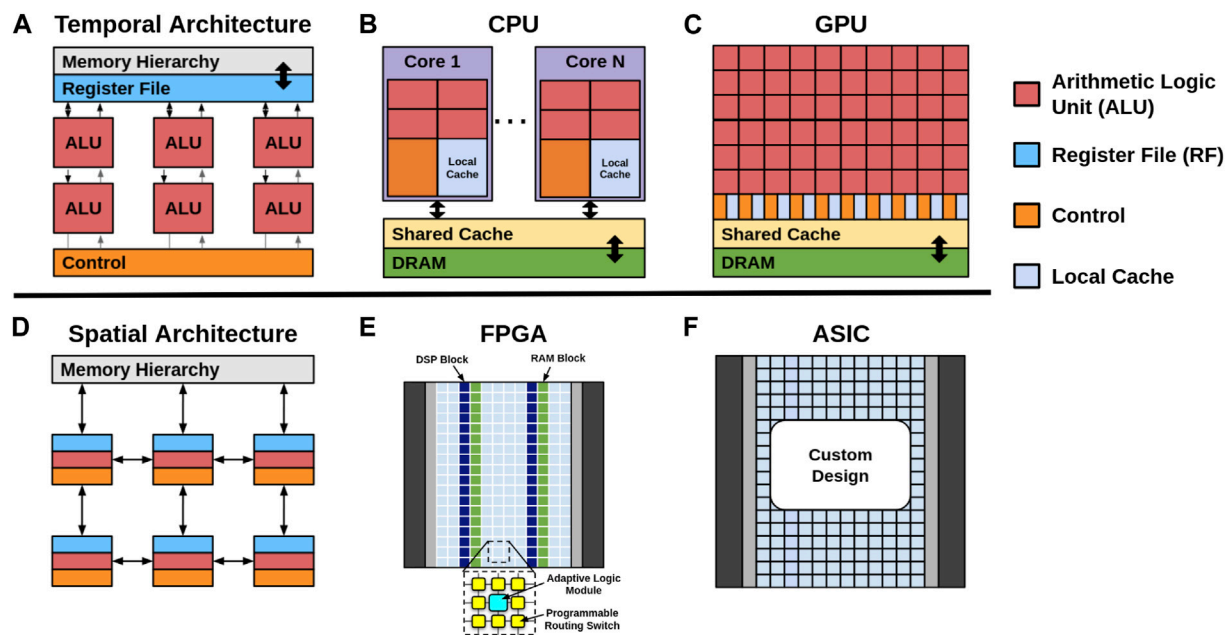 A
Temporal Architecture
Memory Hierarchy
Register File
ALU
ALU
ALU
ALU
ALU
ALU
Control
B
CPU
Core 1
Core N
...
Local
Cache
Local
Cache
Shared Cache
DRAM
C
GPU
Shared Cache
DRAM
Arithmetic Logic
Unit (ALU)
Register File (RF)
Control
Local Cache
D
Spatial Architecture
Memory Hierarchy
E
FPGA
DSP Block
RAM Block
Adaptive Logic
Module
Programmable
Routing Switch
F
ASIC
Custom
Design